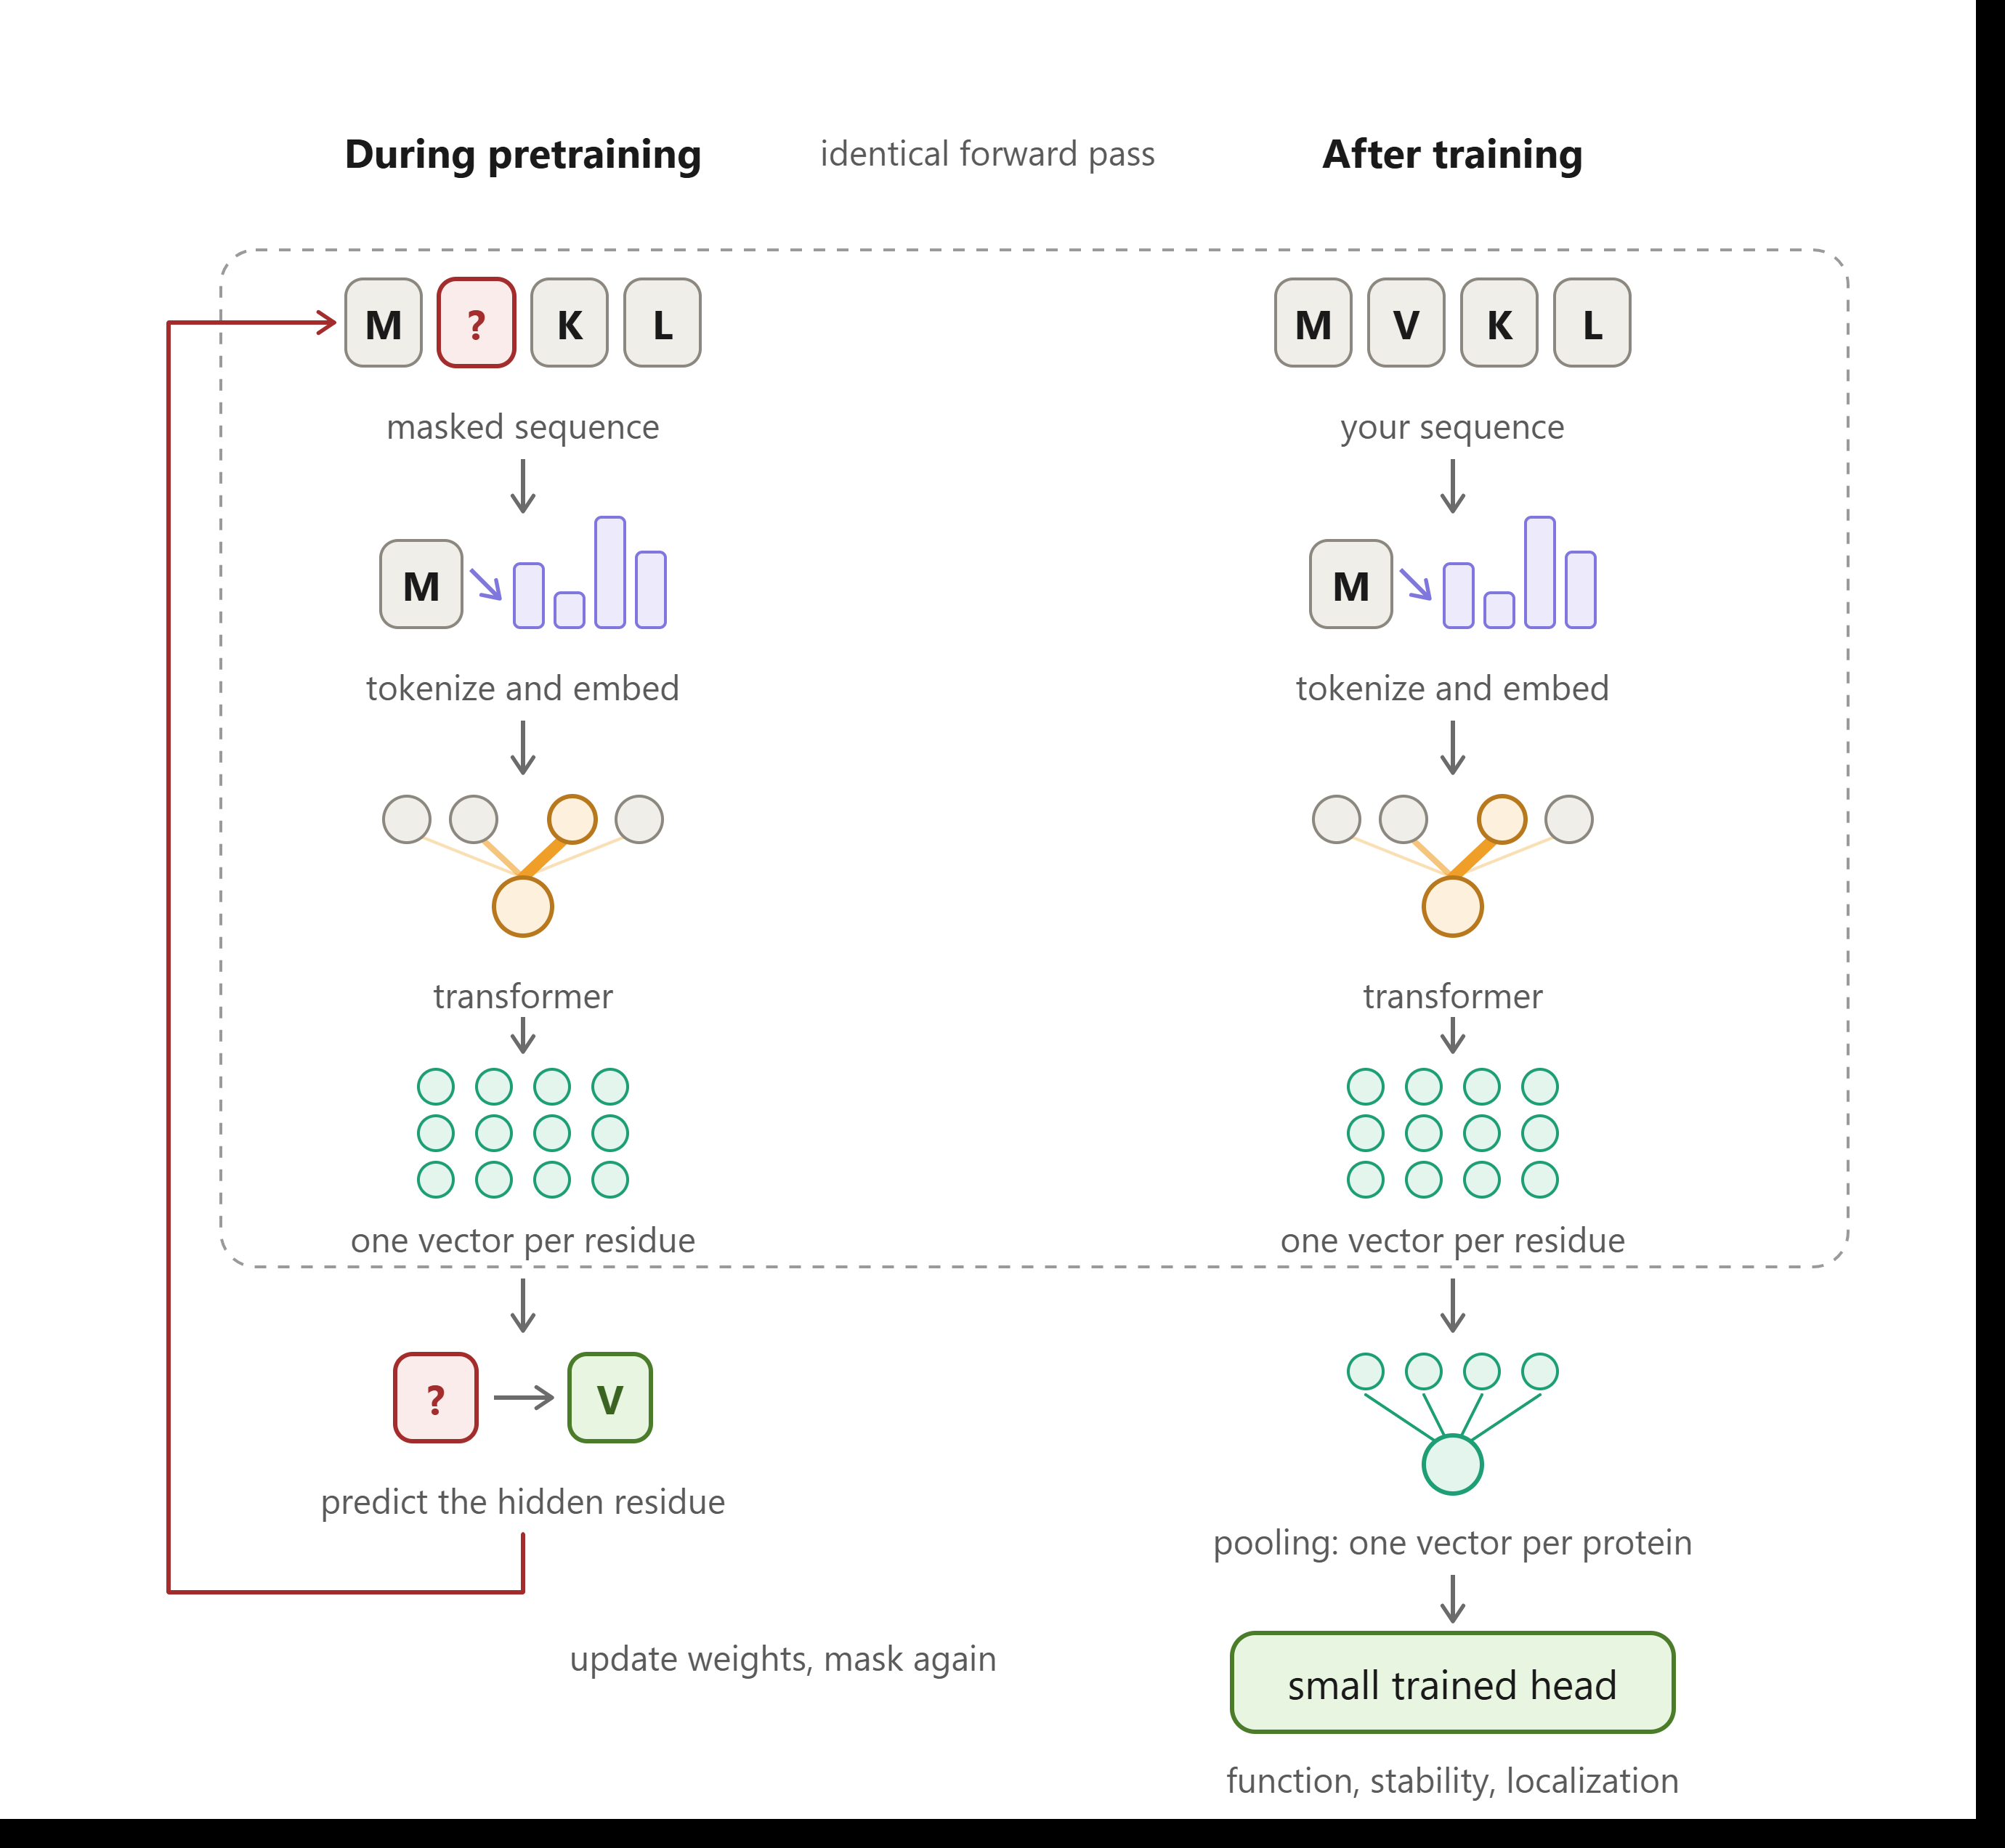 During pretraining
identical forward pass
After training
M ? K L
masked sequence
M
tokenize and embed
transformer
one vector per residue
? V
predict the hidden residue
update weights, mask again
M V K L
your sequence
M
tokenize and embed
transformer
one vector per residue
pooling: one vector per protein
small trained head
function, stability, localization